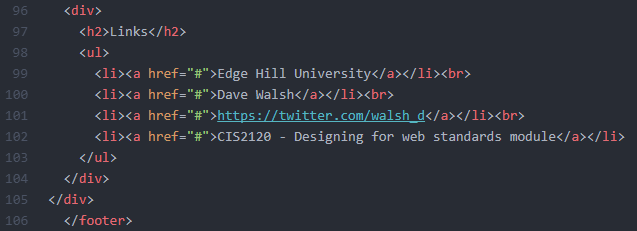 96 <div>
97 <h2>Links</h2>
98 <ul>
99 <li><a href="#">Edge Hill University</a></li><br>
100 <li><a href="#">Dave Walsh</a></li><br>
101 <li><a href="#">https://twitter.com/walsh_d</a></li><br>
102 <li><a href="#">CIS2120 - Designing for web standards module</a></li>
103 </ul>
104 </div>
105 </div>
106 </footer>